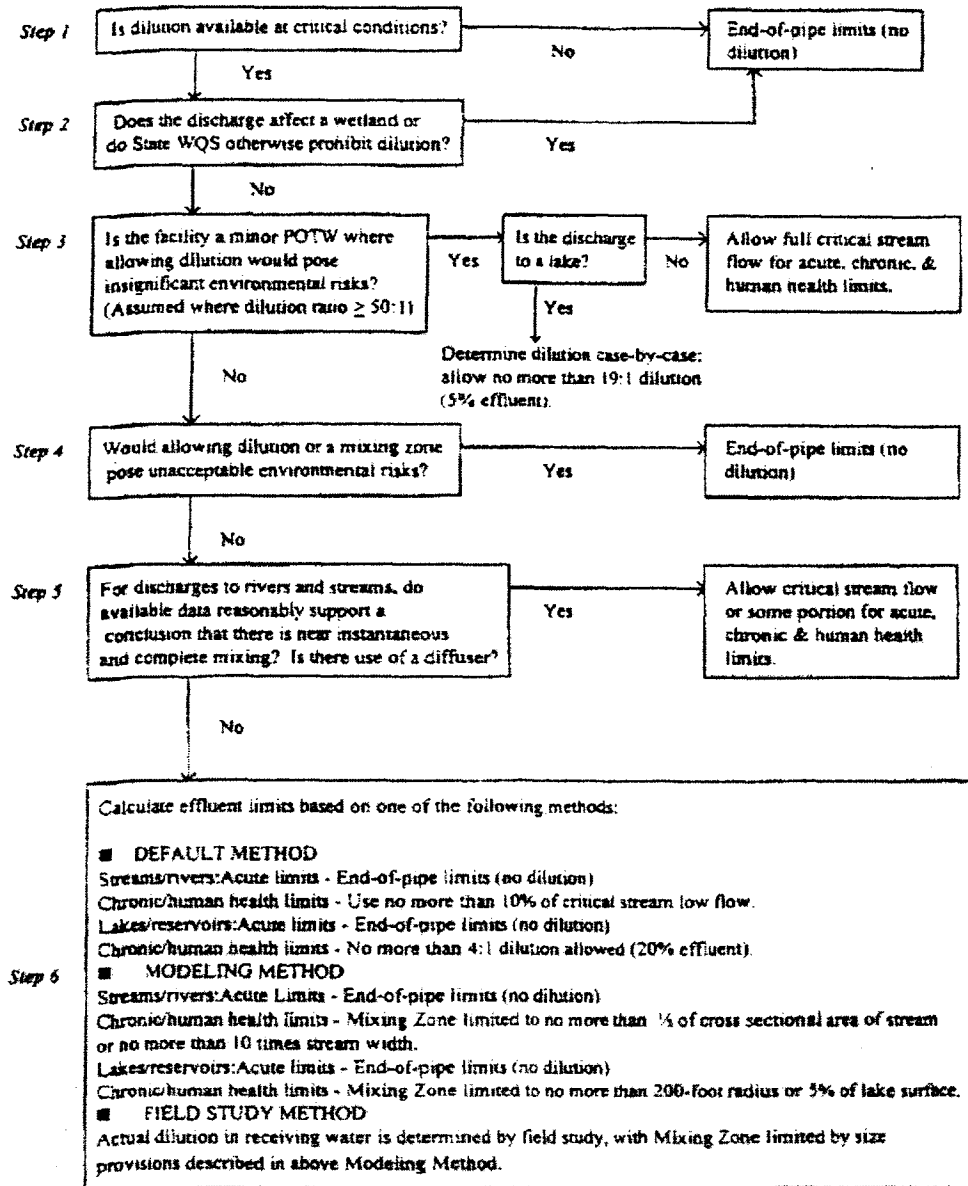 Step 1
Is dilution available at critical conditions?
No
End-of-pipe limits (no
dilution)
Yes
Step 2
Does the discharge affect a wetland or
do State WQS otherwise prohibit dilution?
Yes
No
Step 3
Is the facility a minor POTW where
allowing dilution would pose
insignificant environmental risks?
(Assumed where dilution ratio ≥ 50:1)
Yes
Is the discharge
to a lake?
No
Allow full critical stream
flow for acute, chronic, &
human health limits.
Yes
Determine dilution case-by-case;
allow no more than 19:1 dilution
(5% effluent).
No
Step 4
Would allowing dilution or a mixing zone
pose unacceptable environmental risks?
Yes
End-of-pipe limits (no
dilution)
No
Step 5
For discharges to rivers and streams, do
available data reasonably support a
conclusion that there is near instantaneous
and complete mixing? Is there use of a diffuser?
Yes
Allow critical stream flow
or some portion for acute,
chronic & human health
limits.
No
Step 6
Calculate effluent limits based on one of the following methods:
■ DEFAULT METHOD
Streams/rivers:Acute limits - End-of-pipe limits (no dilution)
Chronic/human health limits - Use no more than 10% of critical stream low flow.
Lakes/reservoirs:Acute limits - End-of-pipe limits (no dilution)
Chronic/human health limits - No more than 4:1 dilution allowed (20% effluent).
■ MODELING METHOD
Streams/rivers:Acute Limits - End-of-pipe limits (no dilution)
Chronic/human health limits - Mixing Zone limited to no more than of cross sectional area of stream
or no more than 10 times stream width.
Lakes/reservoirs:Acute limits - End-of-pipe limits (no dilution)
Chronic/human health limits - Mixing Zone limited to no more than 200-foot radius or 5% of lake surface.
■ FIELD STUDY METHOD
Actual dilution in receiving water is determined by field study, with Mixing Zone limited by size
provisions described in above Modeling Method.